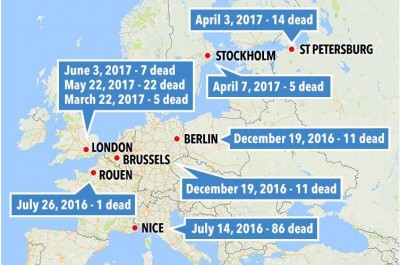 April 3, 2017 - 14 dead
ST PETERSBURG
STOCKHOLM
June 3, 2017 - 7 dead
May 22, 2017 - 22 dead
March 22, 2017 - 5 dead
April 7, 2017 - 5 dead
BERLIN
December 19, 2016 - 11 dead
LONDON
BRUSSELS
ROUEN
December 19, 2016 - 11 dead
July 26, 2016 - 1 dead
NICE
July 14, 2016 - 86 dead